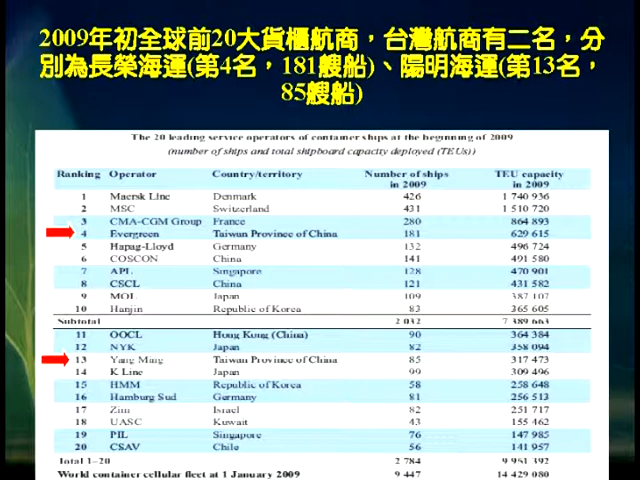 2009年初全球前20大貨櫃航商，台灣航商有二名，分
別為長榮海運(第4名，181艘船)、陽明海運(第13名，
85艘船)
The 20 leading service operators of container ships at the beginning of 2009
(number of ships and total shipboard capacity deployed (TEUs))
Ranking Operator Country/territory Number of ships in 2009 TEU capacity in 2009
1 Maersk Line Denmark 426 1 740 936
2 MSC Switzerland 431 1 510 720
3 CMA-CGM Group France 280 864 893
4 Evergreen Taiwan Province of China 181 629 615
5 Hapag-Lloyd Germany 132 496 724
6 COSCON China 141 491 580
7 APL Singapore 128 470 901
8 CSCL China 121 431 582
9 MOL Japan 109 387 107
10 Hanjin Republic of Korea 83 365 605
Subtotal 2 032 7 389 663
11 OOCL Hong Kong (China) 90 364 384
12 NYK Japan 82 358 094
13 Yang Ming Taiwan Province of China 85 317 473
14 K Line Japan 99 309 496
15 HMM Republic of Korea 58 258 648
16 Hamburg Sud Germany 81 256 513
17 Zim Israel 82 251 717
18 UASC Kuwait 43 155 462
19 PIL Singapore 76 147 985
20 CSAV Chile 56 141 957
Total 1–20 2 784 9 951 392
World container cellular fleet at 1 January 2009 9 447 14 429 080